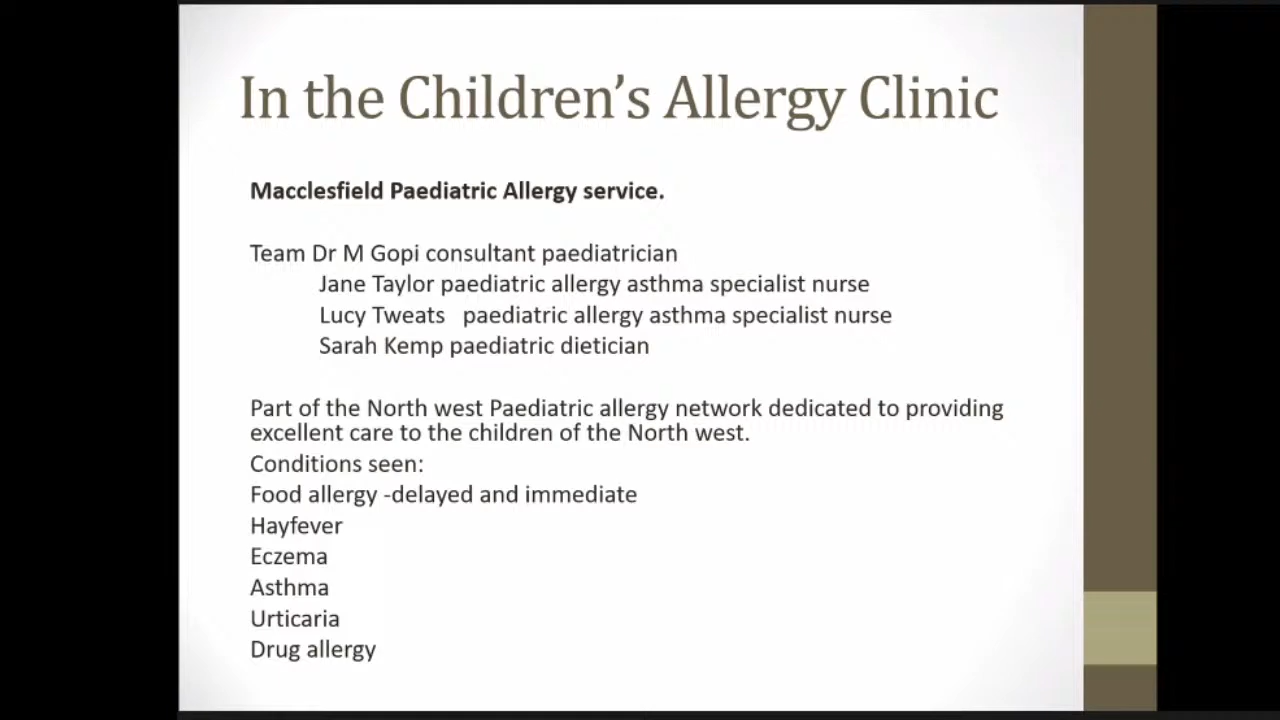 In the Children’s Allergy Clinic
Macclesfield Paediatric Allergy service.
Team Dr M Gopi consultant paediatrician
Jane Taylor paediatric allergy asthma specialist nurse
Lucy Tweats paediatric allergy asthma specialist nurse
Sarah Kemp paediatric dietician
Part of the North west Paediatric allergy network dedicated to providing
excellent care to the children of the North west.
Conditions seen:
Food allergy -delayed and immediate
Hayfever
Eczema
Asthma
Urticaria
Drug allergy